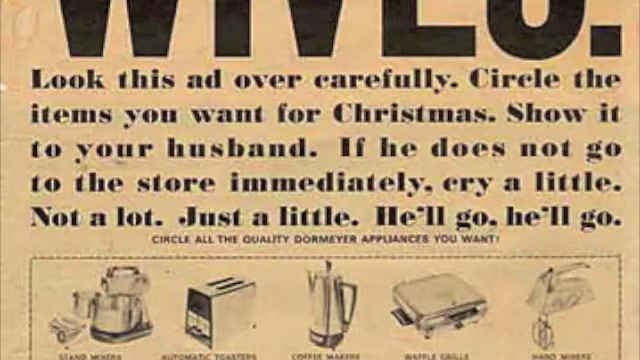 WIVES.
Look this ad over carefully. Circle the
items you want for Christmas. Show it
to your husband. If he does not go
to the store immediately, cry a little.
Not a lot. Just a little. He'll go, he'll go.
CIRCLE ALL THE QUALITY DORMEYER APPLIANCES YOU WANT!
STAND MIXERS AUTOMATIC TOASTERS COFFEE MAKERS WAFFLE GRILLS HAND MIXERS